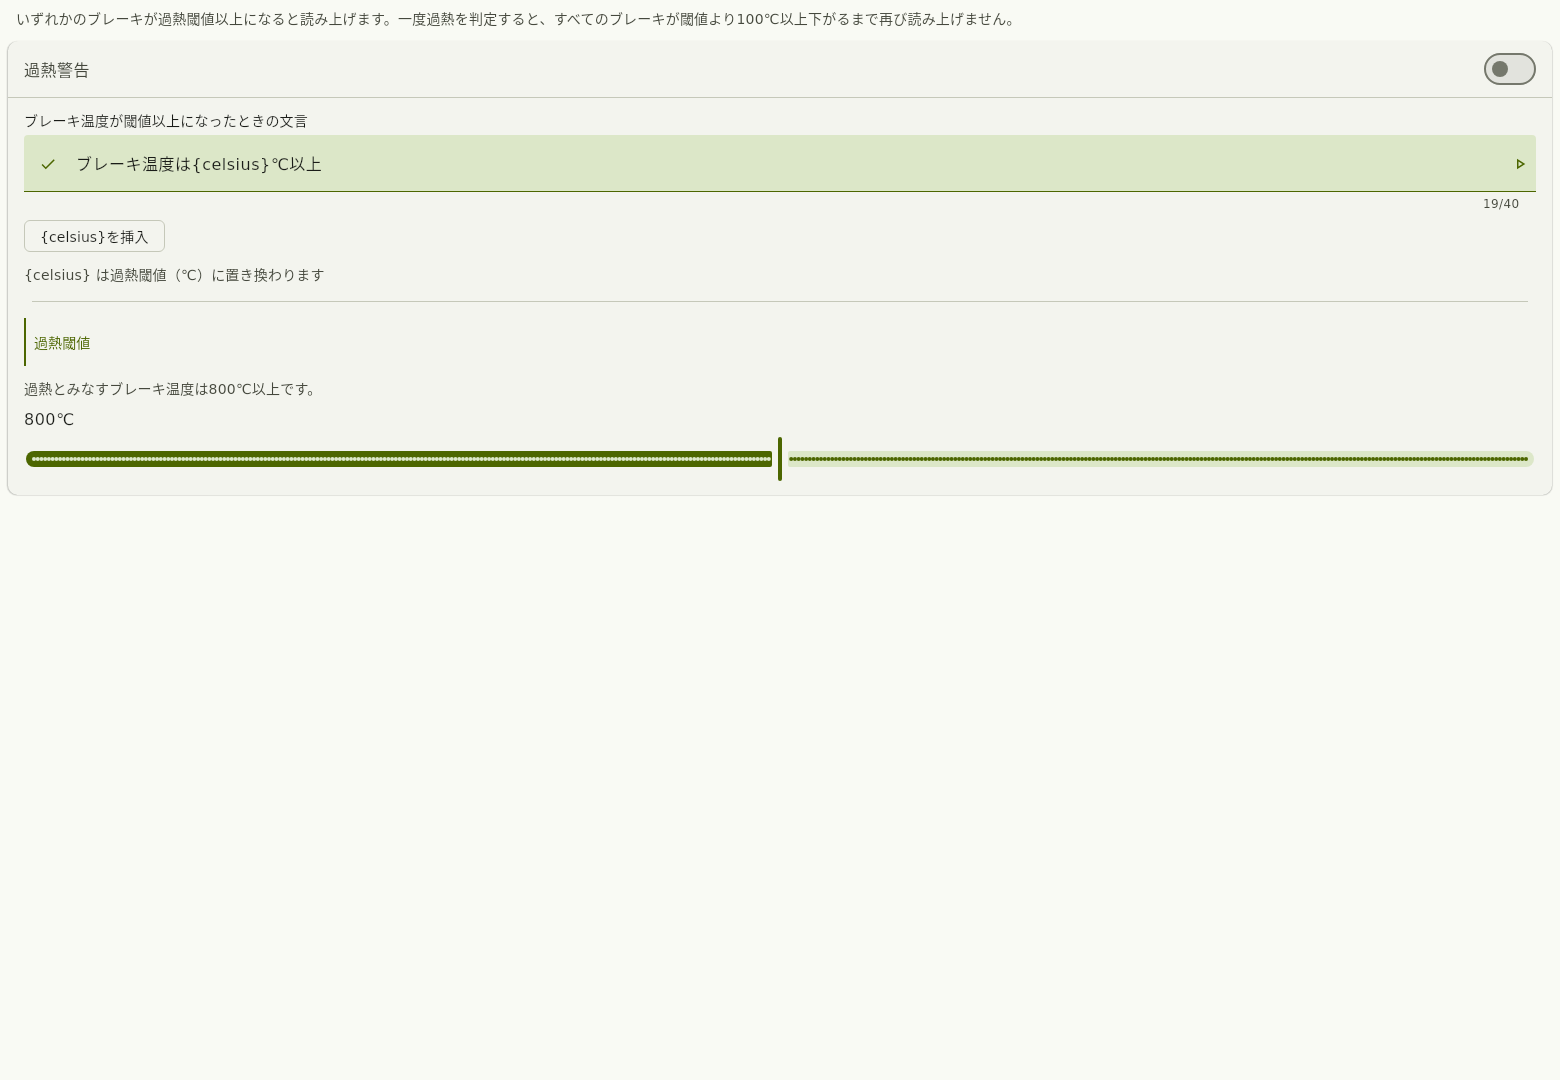 いずれかのブレーキが過熱閾値以上になると読み上げます。一度過熱を判定すると、すべてのブレーキが閾値より100℃以上下がるまで再び読み上げません。
過熱警告
ブレーキ温度が閾値以上になったときの文言
ブレーキ温度は{celsius}℃以上
19/40
{celsius}を挿入
{celsius} は過熱閾値（℃）に置き換わります
過熱閾値
過熱とみなすブレーキ温度は800℃以上です。
800℃